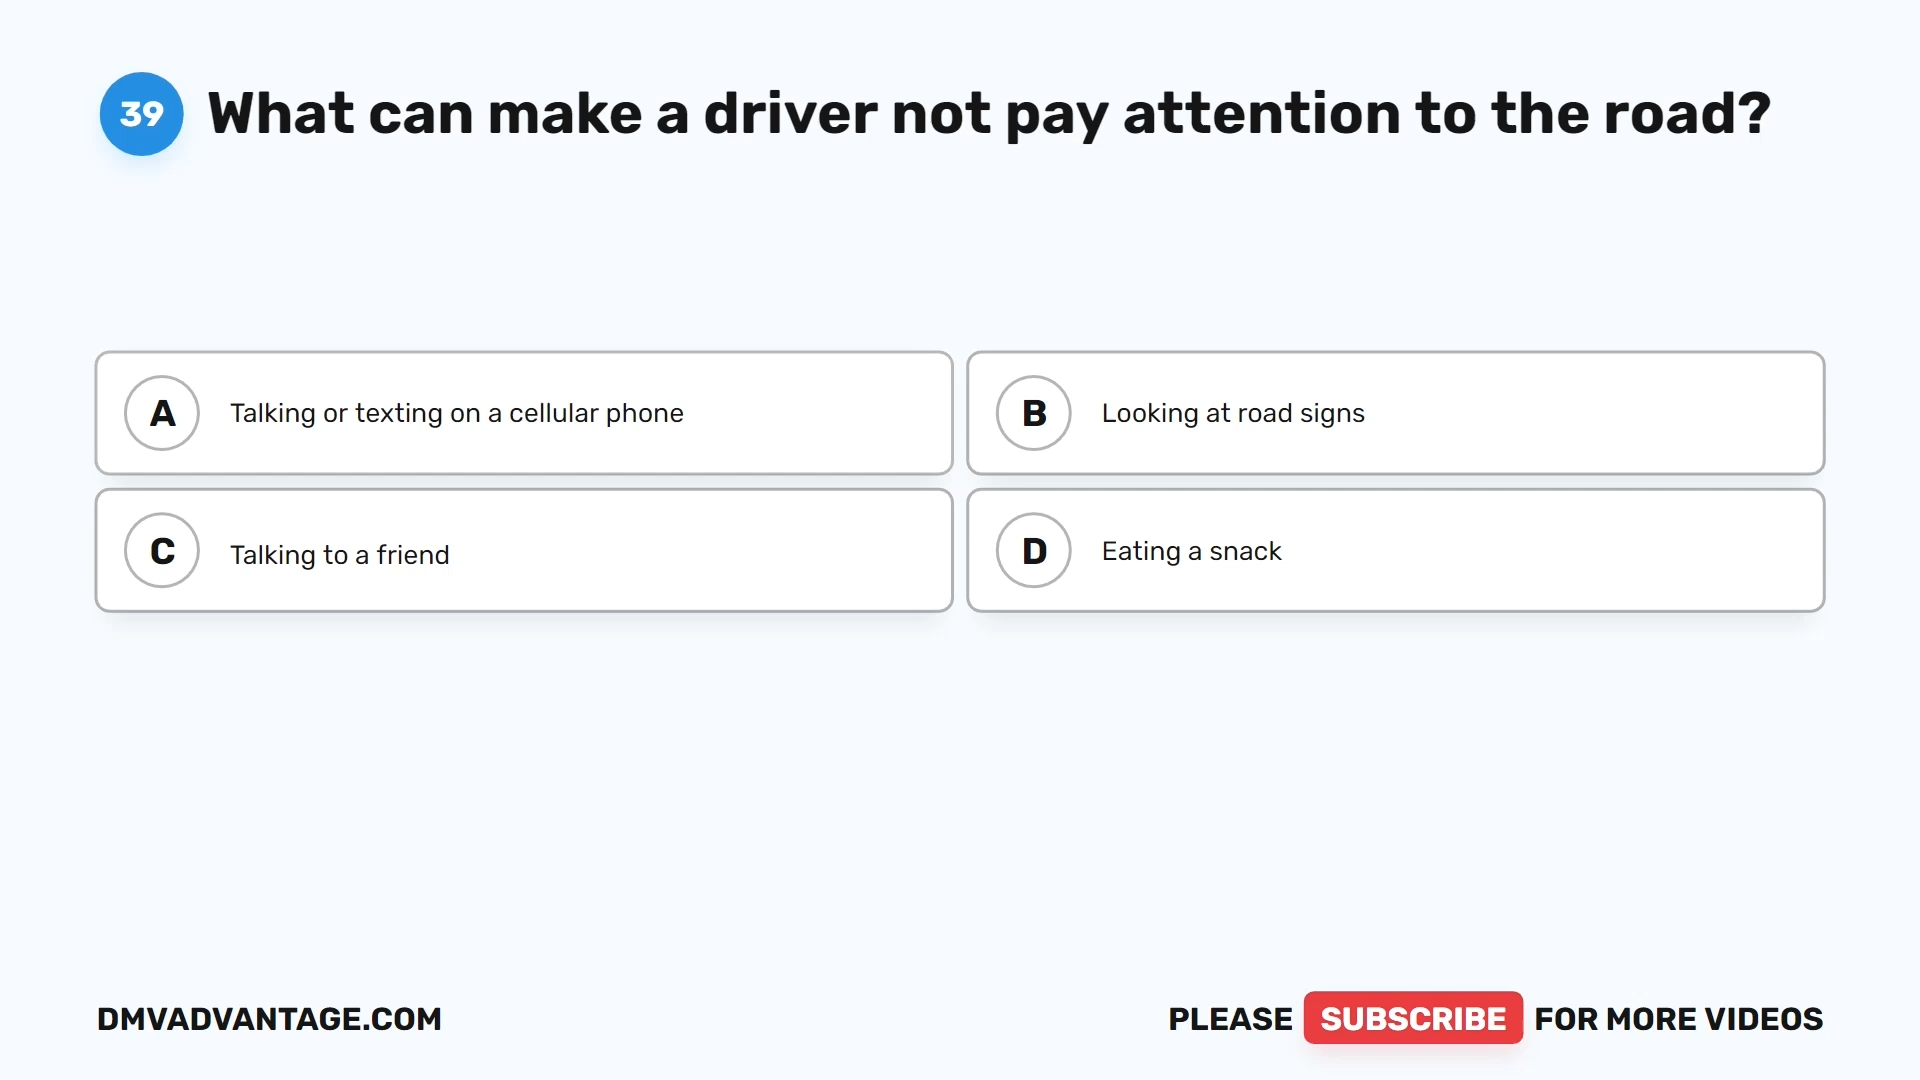 39 What can make a driver not pay attention to the road?
A Talking or texting on a cellular phone
B Looking at road signs
C Talking to a friend
D Eating a snack
DMVADVANTAGE.COM
PLEASE SUBSCRIBE FOR MORE VIDEOS